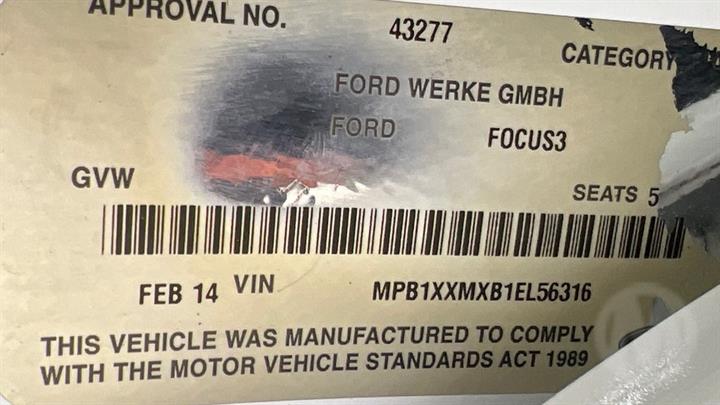 APPROVAL NO. 43277
CATEGORY
FORD WERKE GMBH
FORD FOCUS3
GVW
SEATS 5
FEB 14 VIN MPB1XXMXB1EL56316
THIS VEHICLE WAS MANUFACTURED TO COMPLY
WITH THE MOTOR VEHICLE STANDARDS ACT 1989